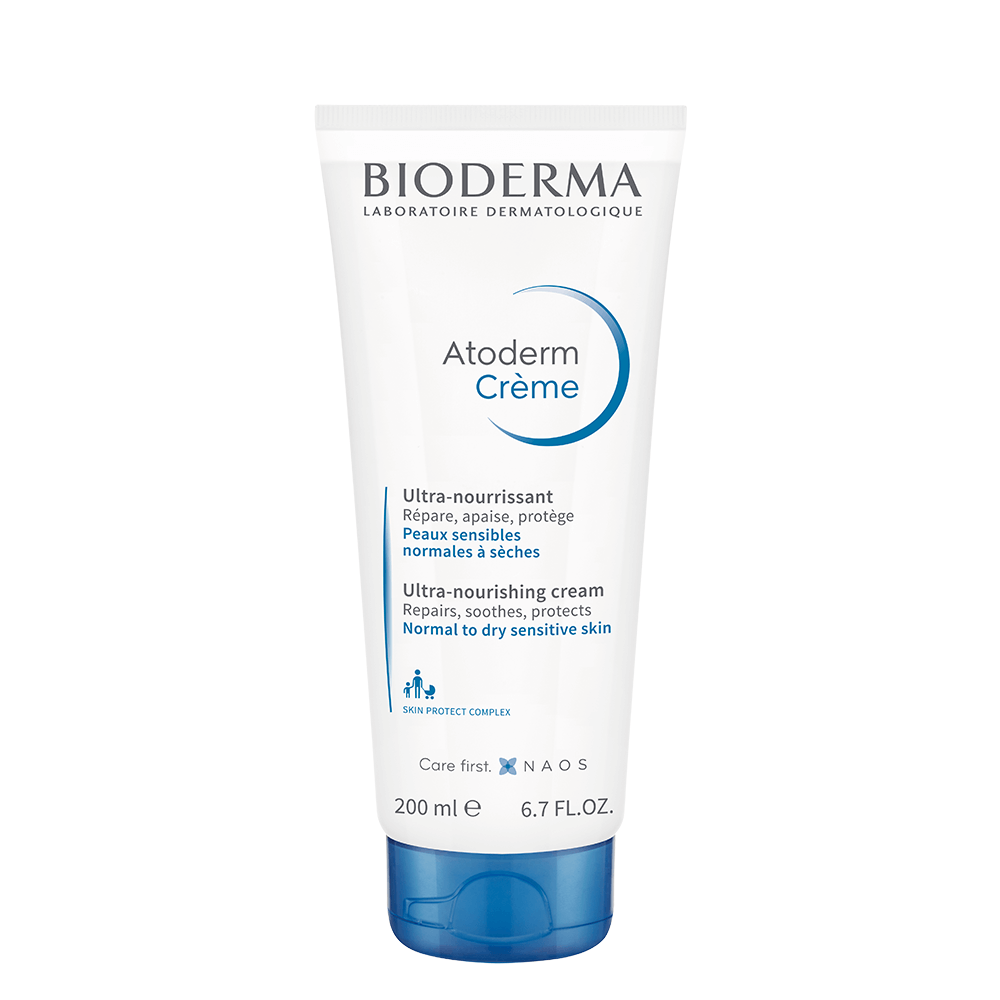 BIODERMA
LABORATOIRE DERMATOLOGIQUE
Atoderm
Crème
Ultra-nourrissant
Répare, apaise, protège
Peaux sensibles
normales à sèches
Ultra-nourishing cream
Repairs, soothes, protects
Normal to dry sensitive skin
SKIN PROTECT COMPLEX
Care first. NAOS
200 ml ℮ 6.7 FL.OZ.